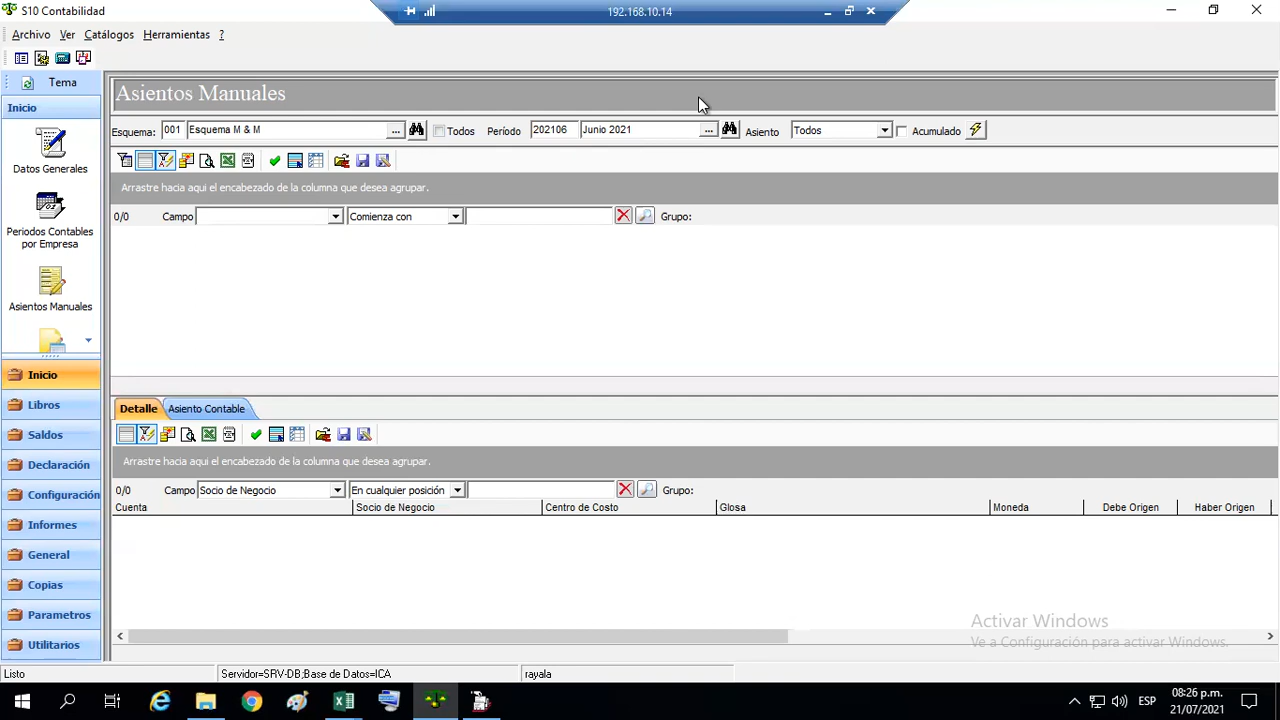 S10 Contabilidad
192.168.10.14
Archivo Ver Catálogos Herramientas ?
Tema
Inicio
Datos Generales
Periodos Contables
por Empresa
Asientos Manuales
Inicio
Libros
Saldos
Declaración
Configuración
Informes
General
Copias
Parametros
Utilitarios
Asientos Manuales
Esquema: 001 Esquema M & M ... Todos Período 202106 Junio 2021 ... Asiento Todos Acumulado
Arrastre hacia aqui el encabezado de la columna que desea agrupar.
0/0 Campo Comienza con Grupo:
Detalle Asiento Contable
Arrastre hacia aqui el encabezado de la columna que desea agrupar.
0/0 Campo Socio de Negocio En cualquier posición Grupo:
Cuenta Socio de Negocio Centro de Costo Glosa Moneda Debe Origen Haber Origen
Activar Windows
Ve a Configuración para activar Windows.
Listo Servidor=SRV-DB;Base de Datos=ICA rayala
ESP 08:26 p.m.
21/07/2021